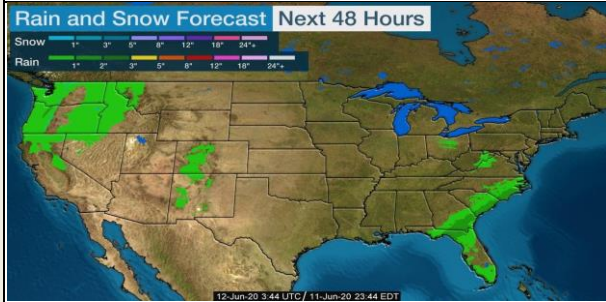 Rain and Snow Forecast Next 48 Hours
Snow 1" 3" 5" 8" 12" 18" 24"+
Rain 1" 2" 3" 5" 8" 12" 18" 24"+
12-Jun-20 3:44 UTC / 11-Jun-20 23:44 EDT